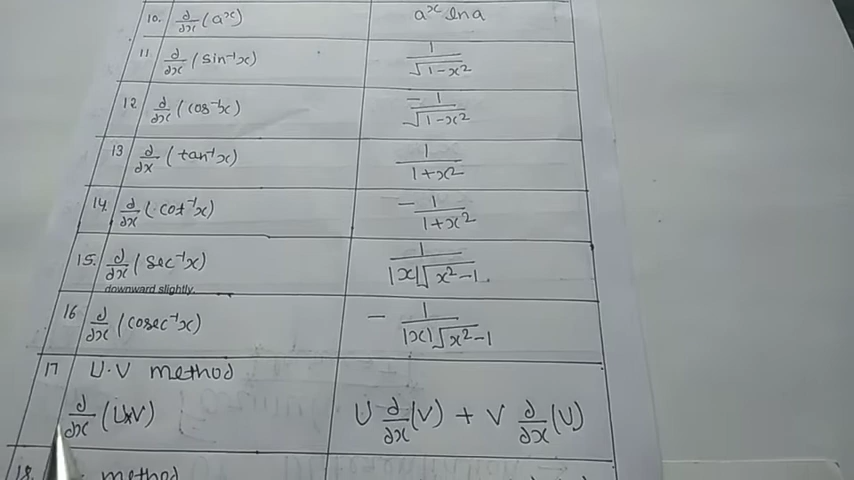 10. d/dx (aˣ) aˣ ln a
11 d/dx (sin⁻¹x) 1/√(1-x²)
12 d/dx (cos⁻¹x) -1/√(1-x²)
13 d/dx (tan⁻¹x) 1/(1+x²)
14. d/dx (cot⁻¹x) -1/(1+x²)
15. d/dx (sec⁻¹x) 1/(|x|√(x²-1))
downward slightly.
16 d/dx (cosec⁻¹x) -1/(|x|√(x²-1))
17 U.V method
d/dx (U×V) U d/dx (V) + V d/dx (U)
18. method